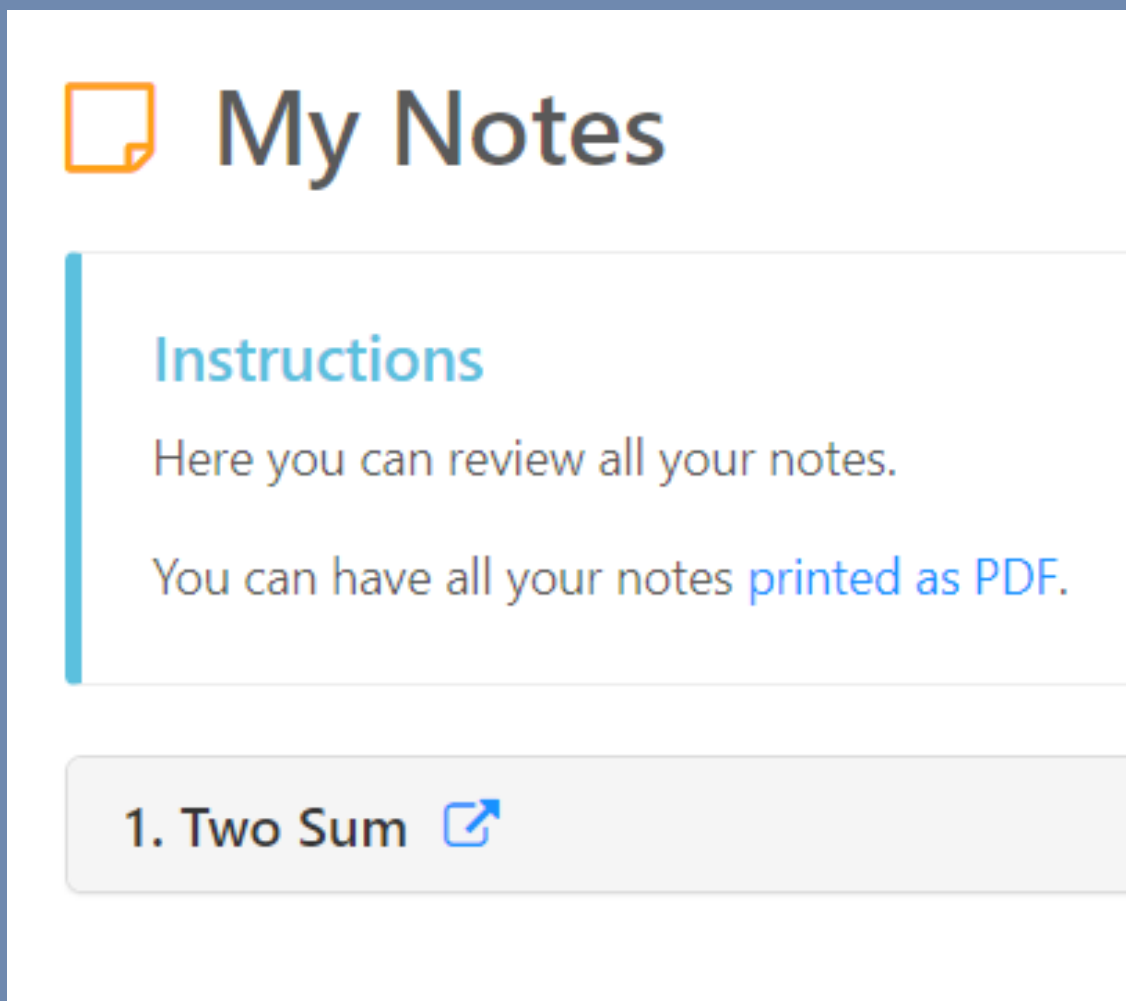 My Notes
Instructions
Here you can review all your notes.
You can have all your notes printed as PDF.
1. Two Sum